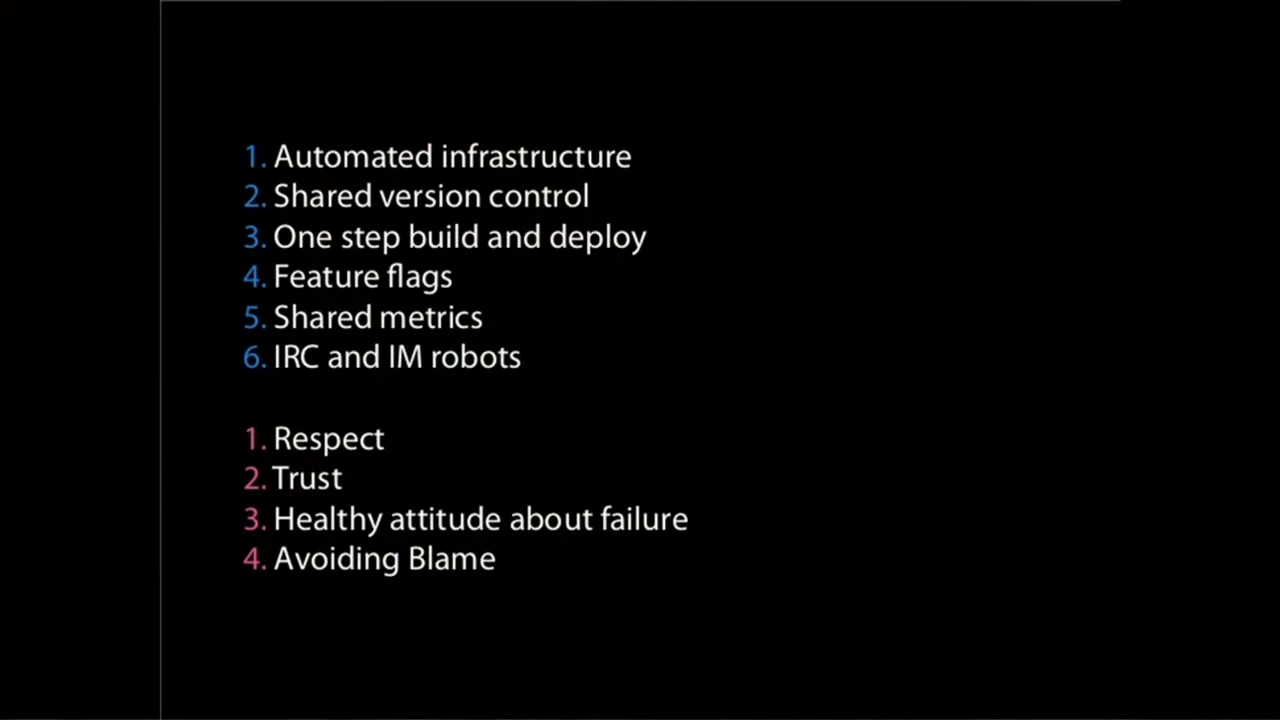 1. Automated infrastructure
2. Shared version control
3. One step build and deploy
4. Feature flags
5. Shared metrics
6. IRC and IM robots
1. Respect
2. Trust
3. Healthy attitude about failure
4. Avoiding Blame